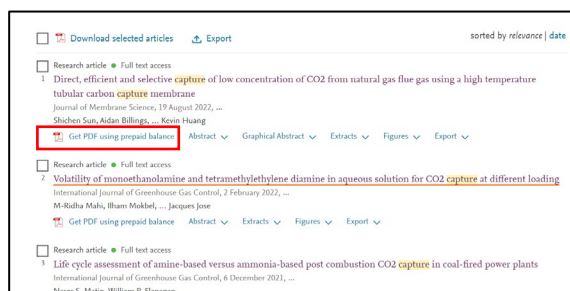 Download selected articles Export sorted by relevance | date
Research article Full text access
1 Direct, efficient and selective capture of low concentration of CO2 from natural gas flue gas using a high temperature
tubular carbon capture membrane
Journal of Membrane Science, 19 August 2022, ...
Shichen Sun, Aidan Billings, ... Kevin Huang
Get PDF using prepaid balance Abstract Graphical Abstract Extracts Figures Export
Research article Full text access
2 Volatility of monoethanolamine and tetramethylethylene diamine in aqueous solution for CO2 capture at different loading
International Journal of Greenhouse Gas Control, 2 February 2022, ...
M-Ridha Mahi, Ilham Mokbel, ... Jacques Jose
Get PDF using prepaid balance Abstract Extracts Figures Export
Research article Full text access
3 Life cycle assessment of amine-based versus ammonia-based post combustion CO2 capture in coal-fired power plants
International Journal of Greenhouse Gas Control, 6 December 2021, ...